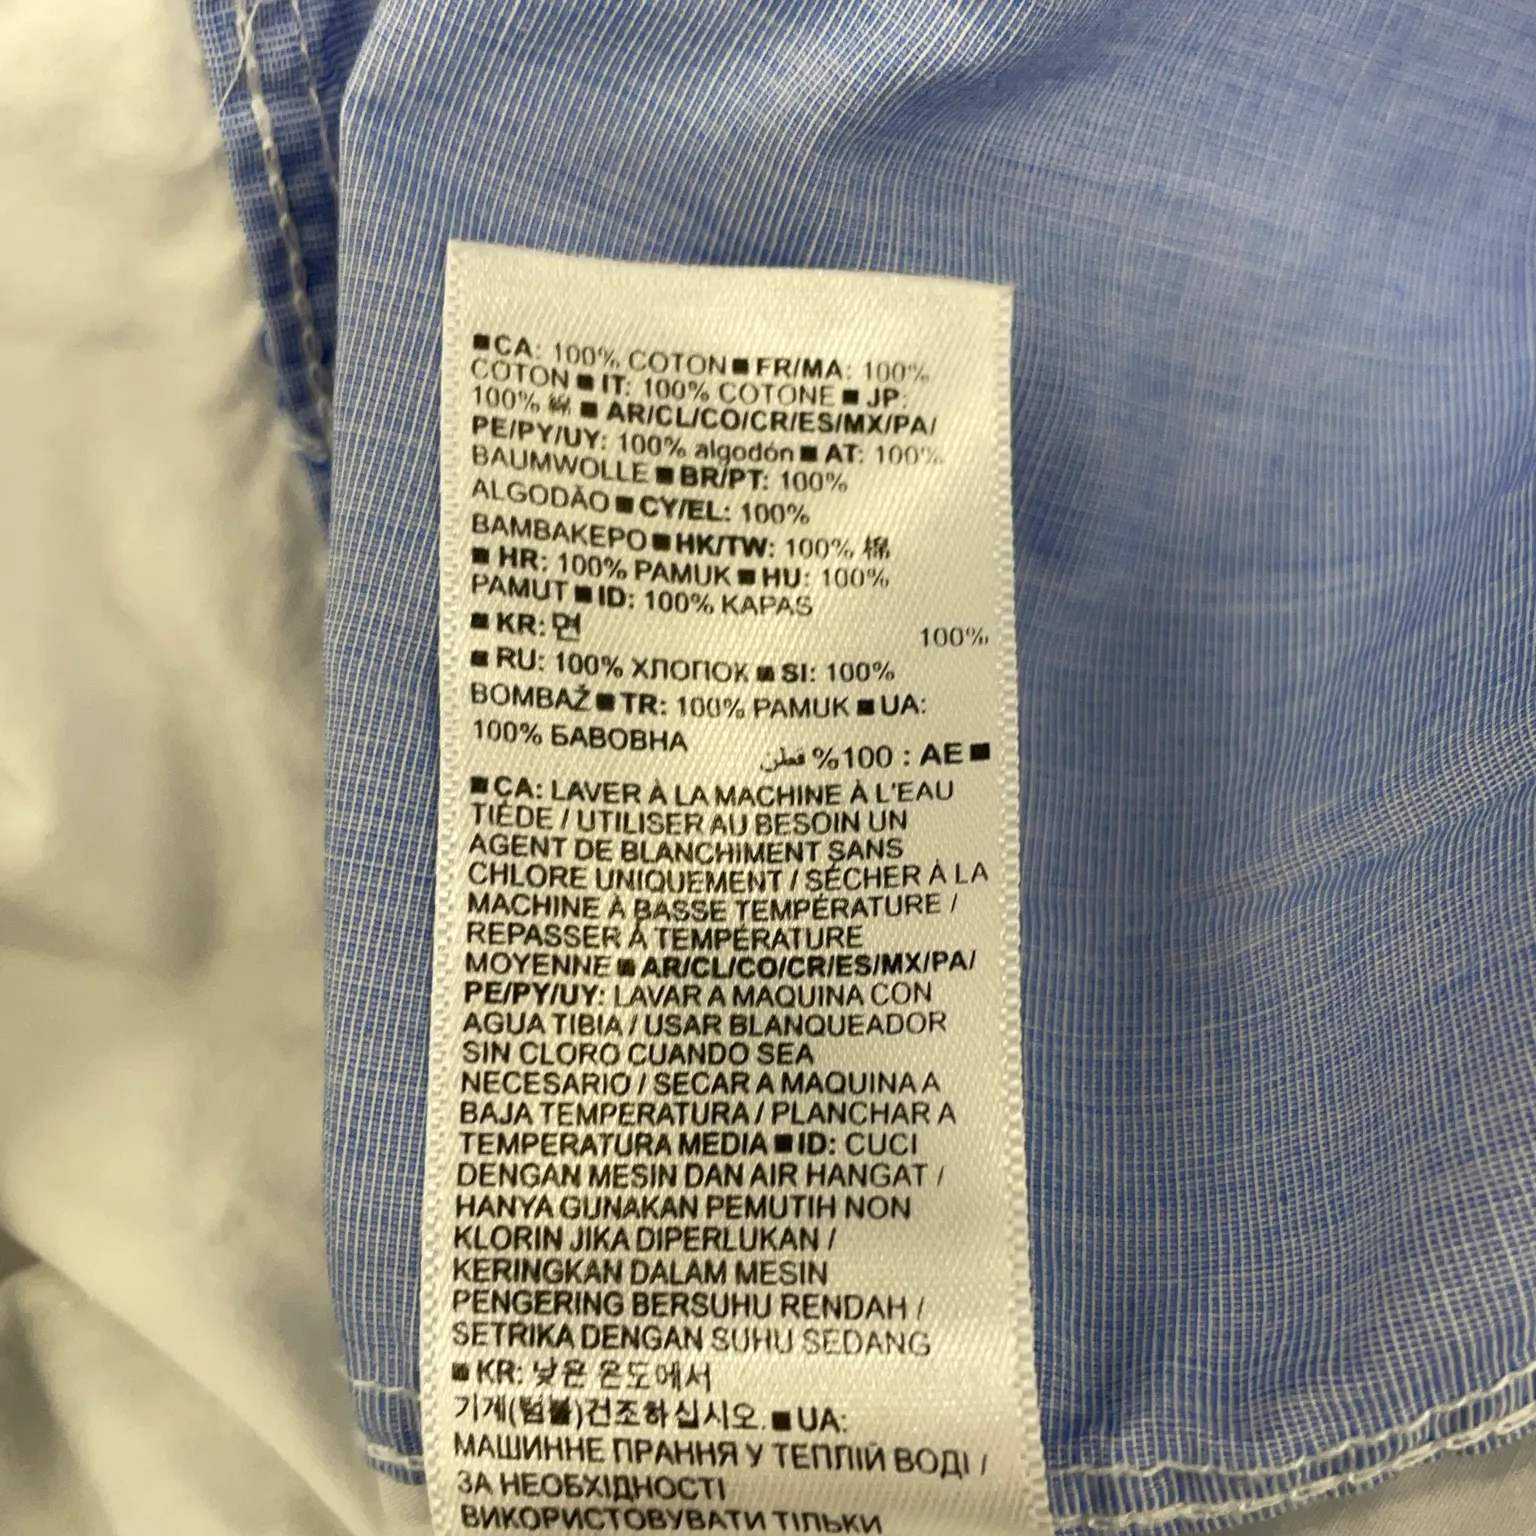 ■CA: 100% COTON■FR/MA: 100%
COTON■IT: 100% COTONE■JP:
100% 綿■AR/CL/CO/CR/ES/MX/PA/
PE/PY/UY: 100% algodón■AT: 100%
BAUMWOLLE■BR/PT: 100%
ALGODÃO■CY/EL: 100%
ΒΑΜΒΑΚΕΡΟ■HK/TW: 100% 棉
■HR: 100% PAMUK■HU: 100%
PAMUT■ID: 100% KAPAS
■KR: 면 100%
■RU: 100% ХЛОПОК■SI: 100%
BOMBAŽ■TR: 100% PAMUK■UA:
100% БАВОВНА
■AE : 100% قطن
■CA: LAVER À LA MACHINE À L'EAU
TIÈDE / UTILISER AU BESOIN UN
AGENT DE BLANCHIMENT SANS
CHLORE UNIQUEMENT / SÉCHER À LA
MACHINE À BASSE TEMPÉRATURE /
REPASSER À TEMPÉRATURE
MOYENNE■AR/CL/CO/CR/ES/MX/PA/
PE/PY/UY: LAVAR A MAQUINA CON
AGUA TIBIA / USAR BLANQUEADOR
SIN CLORO CUANDO SEA
NECESARIO / SECAR A MAQUINA A
BAJA TEMPERATURA / PLANCHAR A
TEMPERATURA MEDIA■ID: CUCI
DENGAN MESIN DAN AIR HANGAT /
HANYA GUNAKAN PEMUTIH NON
KLORIN JIKA DIPERLUKAN /
KERINGKAN DALAM MESIN
PENGERING BERSUHU RENDAH /
SETRIKA DENGAN SUHU SEDANG
■KR: 낮은 온도에서
기계(텀블)건조하십시오.■UA:
МАШИННЕ ПРАННЯ У ТЕПЛІЙ ВОДІ /
ЗА НЕОБХІДНОСТІ
ВИКОРИСТОВУВАТИ ТІЛЬКИ